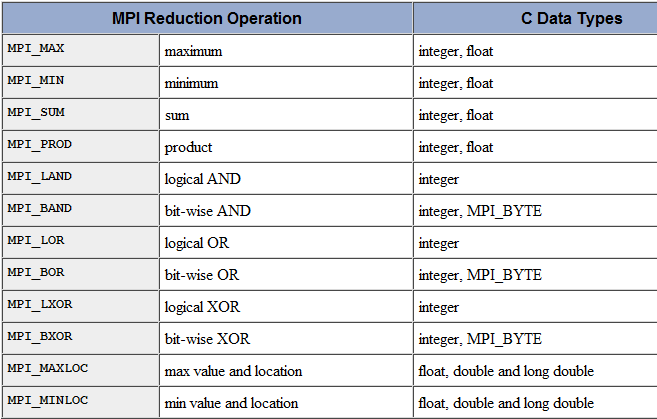 MPI Reduction Operation C Data Types
MPI_MAX maximum integer, float
MPI_MIN minimum integer, float
MPI_SUM sum integer, float
MPI_PROD product integer, float
MPI_LAND logical AND integer
MPI_BAND bit-wise AND integer, MPI_BYTE
MPI_LOR logical OR integer
MPI_BOR bit-wise OR integer, MPI_BYTE
MPI_LXOR logical XOR integer
MPI_BXOR bit-wise XOR integer, MPI_BYTE
MPI_MAXLOC max value and location float, double and long double
MPI_MINLOC min value and location float, double and long double